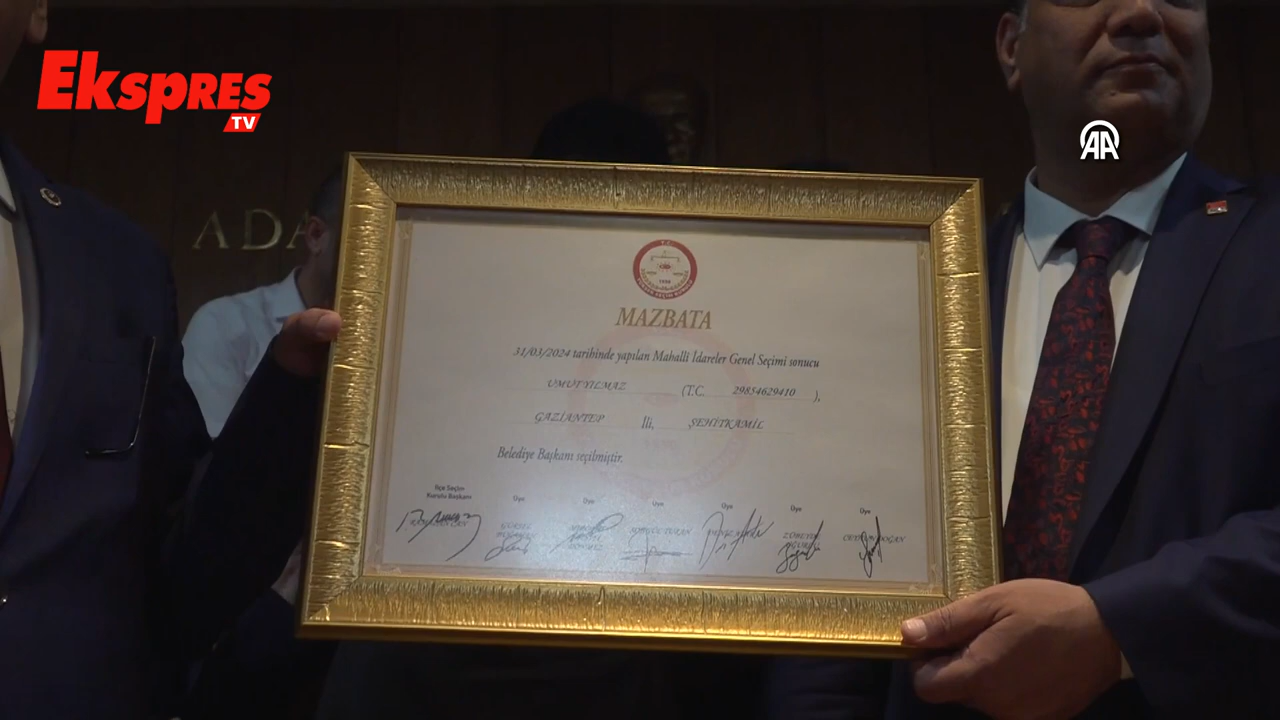 EKSPRES
TV
AA
ADA
T.C.
MAZBATA
31/03/2024 tarihinde yapılan Mahalli İdareler Genel Seçimi sonucu
UMUT YILMAZ (T.C. 29854629410 ),
GAZİANTEP İli, ŞEHİTKAMİL
Belediye Başkanı seçilmiştir.
İlçe Seçim
Kurulu Başkanı Üye Üye Üye Üye Üye Üye